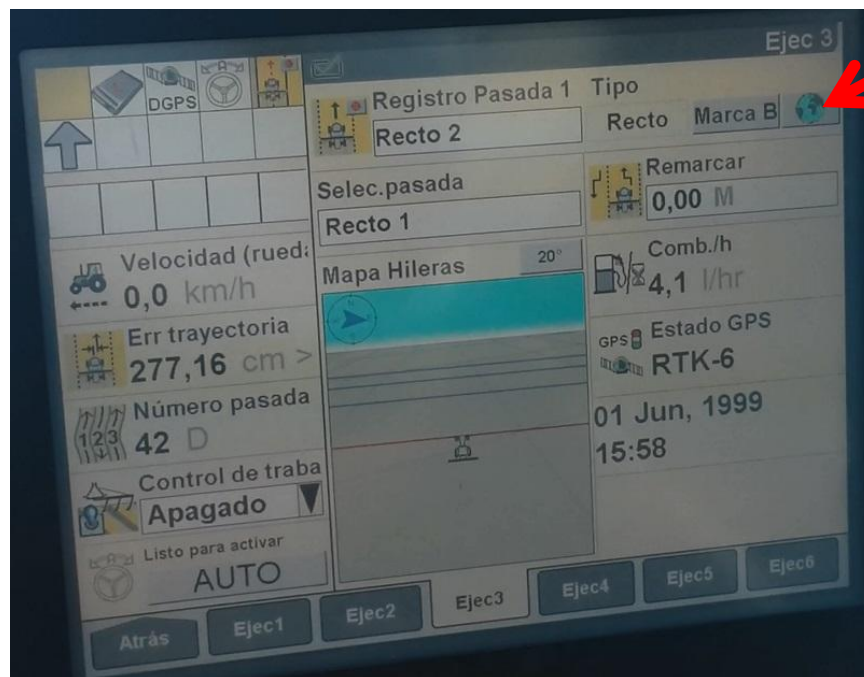 Ejec 3
DGPS
Registro Pasada 1
Recto 2
Tipo
Recto
Marca B
Selec.pasada
Recto 1
Remarcar
0,00 M
Velocidad (rued
0,0 km/h
Mapa Hileras
20°
Comb./h
4,1 l/hr
Err trayectoria
277,16 cm >
N
GPS
Estado GPS
RTK-6
Número pasada
123
42 D
01 Jun, 1999
15:58
Control de traba
Apagado
Listo para activar
AUTO
Atrás
Ejec1
Ejec2
Ejec3
Ejec4
Ejec5
Ejec6